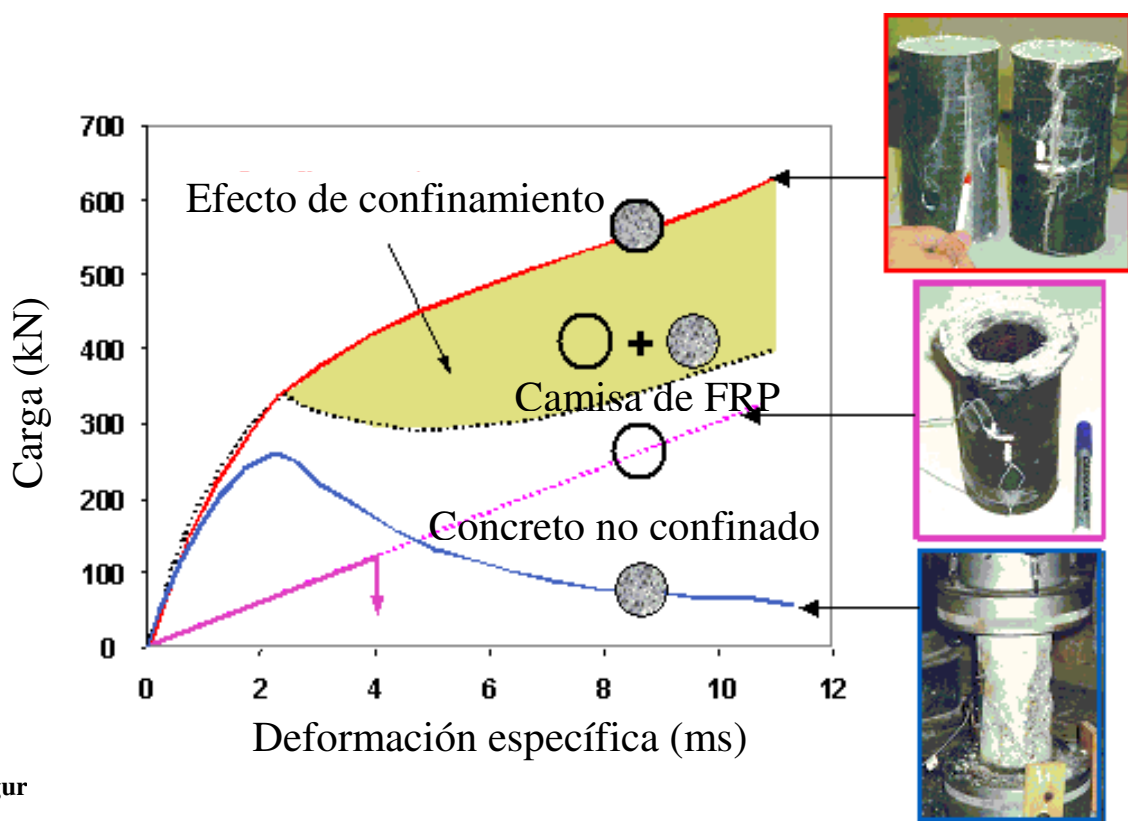 700
600
500
400
300
200
100
0
0 2 4 6 8 10 12
Carga (kN)
Deformación específica (ms)
Efecto de confinamiento
+
Camisa de FRP
Concreto no confinado
gur